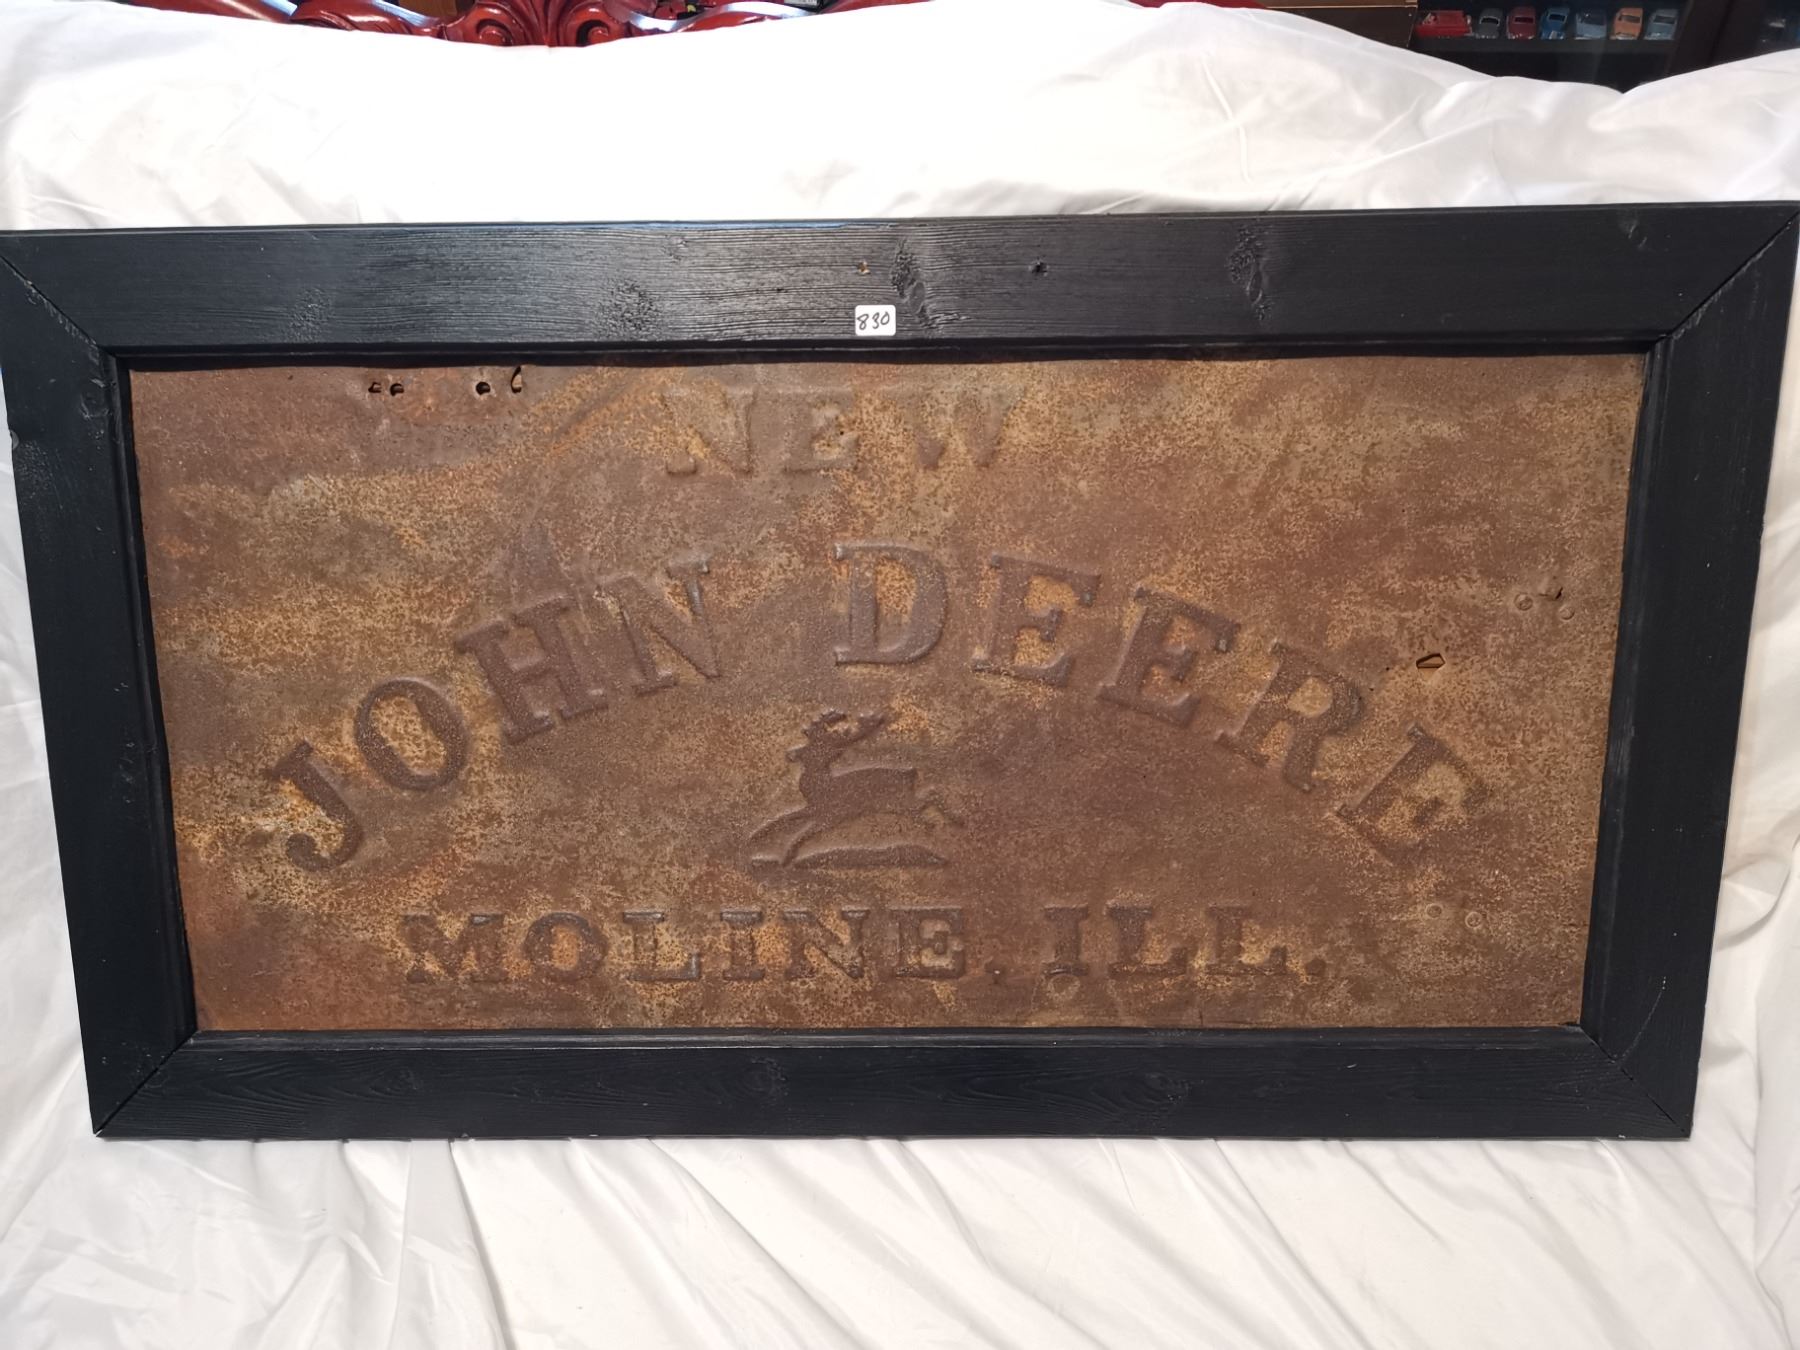 830
NEW
JOHN DEERE
MOLINE. ILL.